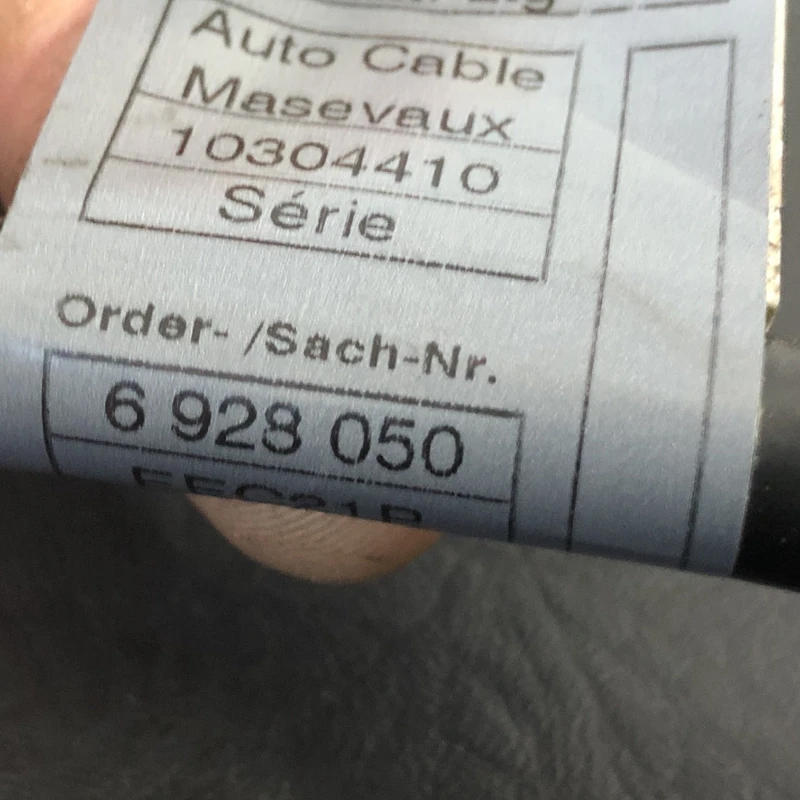 Auto Cable
Masevaux
10304410
Série
Order- /Sach-Nr.
6 928 050